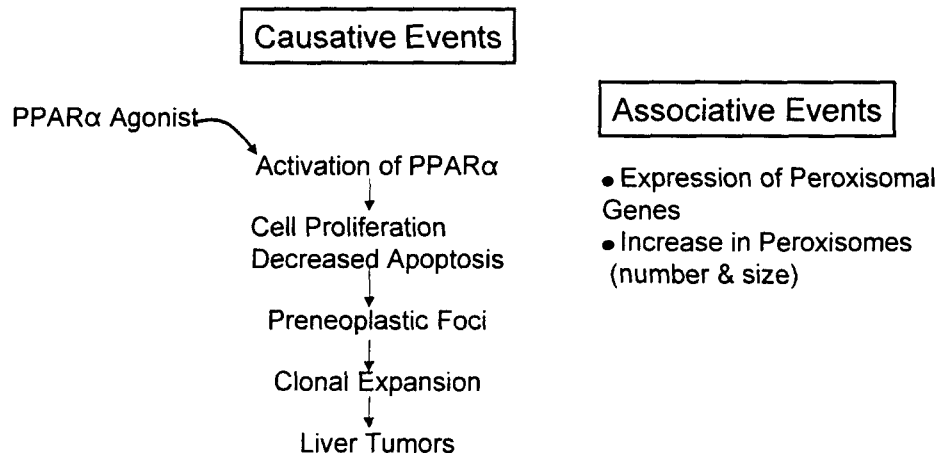 Causative Events
PPARα Agonist
Activation of PPARα
Cell Proliferation
Decreased Apoptosis
Preneoplastic Foci
Clonal Expansion
Liver Tumors
Associative Events
● Expression of Peroxisomal
Genes
● Increase in Peroxisomes
(number & size)